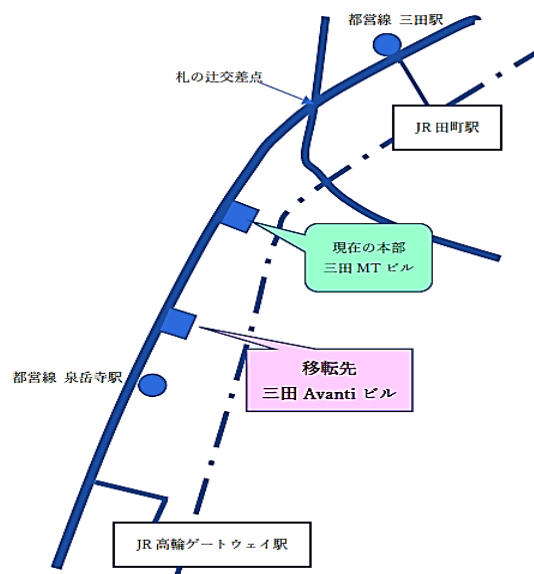 都営線 三田駅
札の辻交差点
JR 田町駅
現在の本部
三田 MT ビル
移転先
三田 Avanti ビル
都営線 泉岳寺駅
JR 高輪ゲートウェイ駅